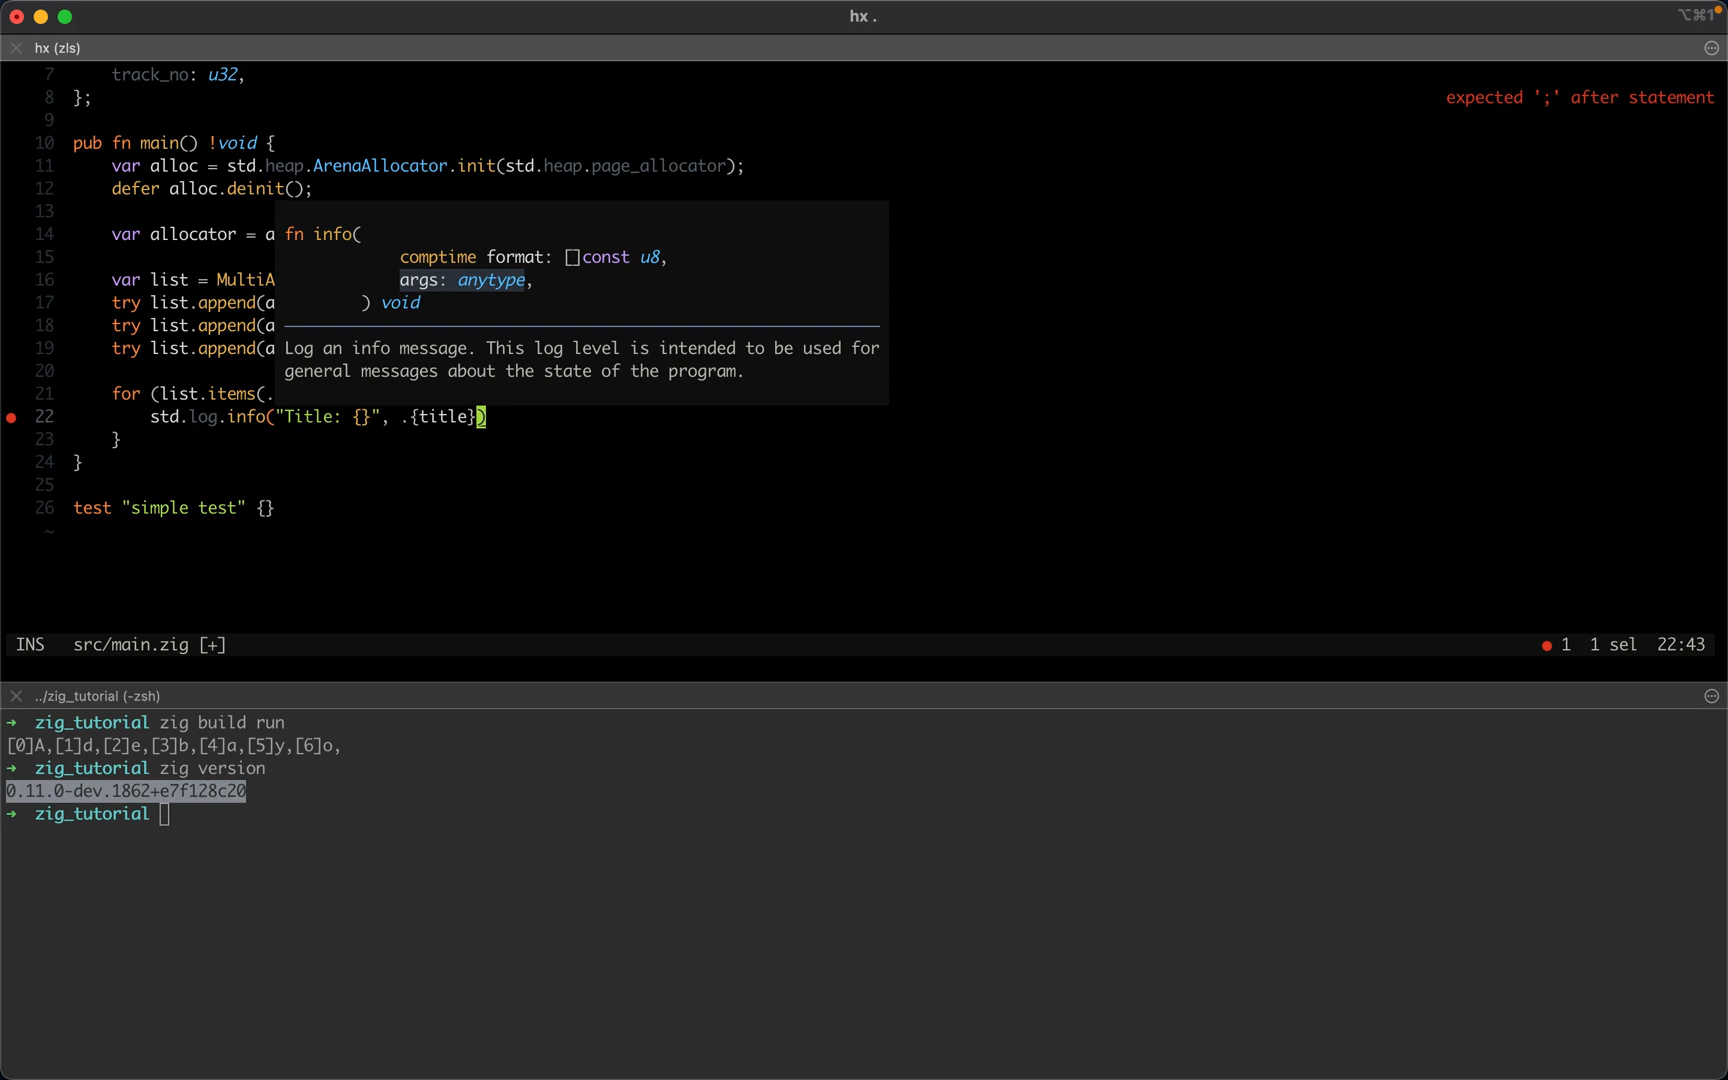 hx .
⌥⌘1
hx (zls)
7 track_no: u32,
8 };
expected ';' after statement
9
10 pub fn main() !void {
11 var alloc = std.heap.ArenaAllocator.init(std.heap.page_allocator);
12 defer alloc.deinit();
13
14 var allocator = a
fn info(
15
comptime format: []const u8,
16 var list = MultiA
args: anytype,
17 try list.append(a
) void
18 try list.append(a
19 try list.append(a
Log an info message. This log level is intended to be used for
20
general messages about the state of the program.
21 for (list.items(.
22 std.log.info("Title: {}", .{title})
23 }
24 }
25
26 test "simple test" {}
~
INS src/main.zig [+]
● 1 1 sel 22:43
../zig_tutorial (-zsh)
➜ zig_tutorial zig build run
[0]A,[1]d,[2]e,[3]b,[4]a,[5]y,[6]o,
➜ zig_tutorial zig version
0.11.0-dev.1862+e7f128c20
➜ zig_tutorial